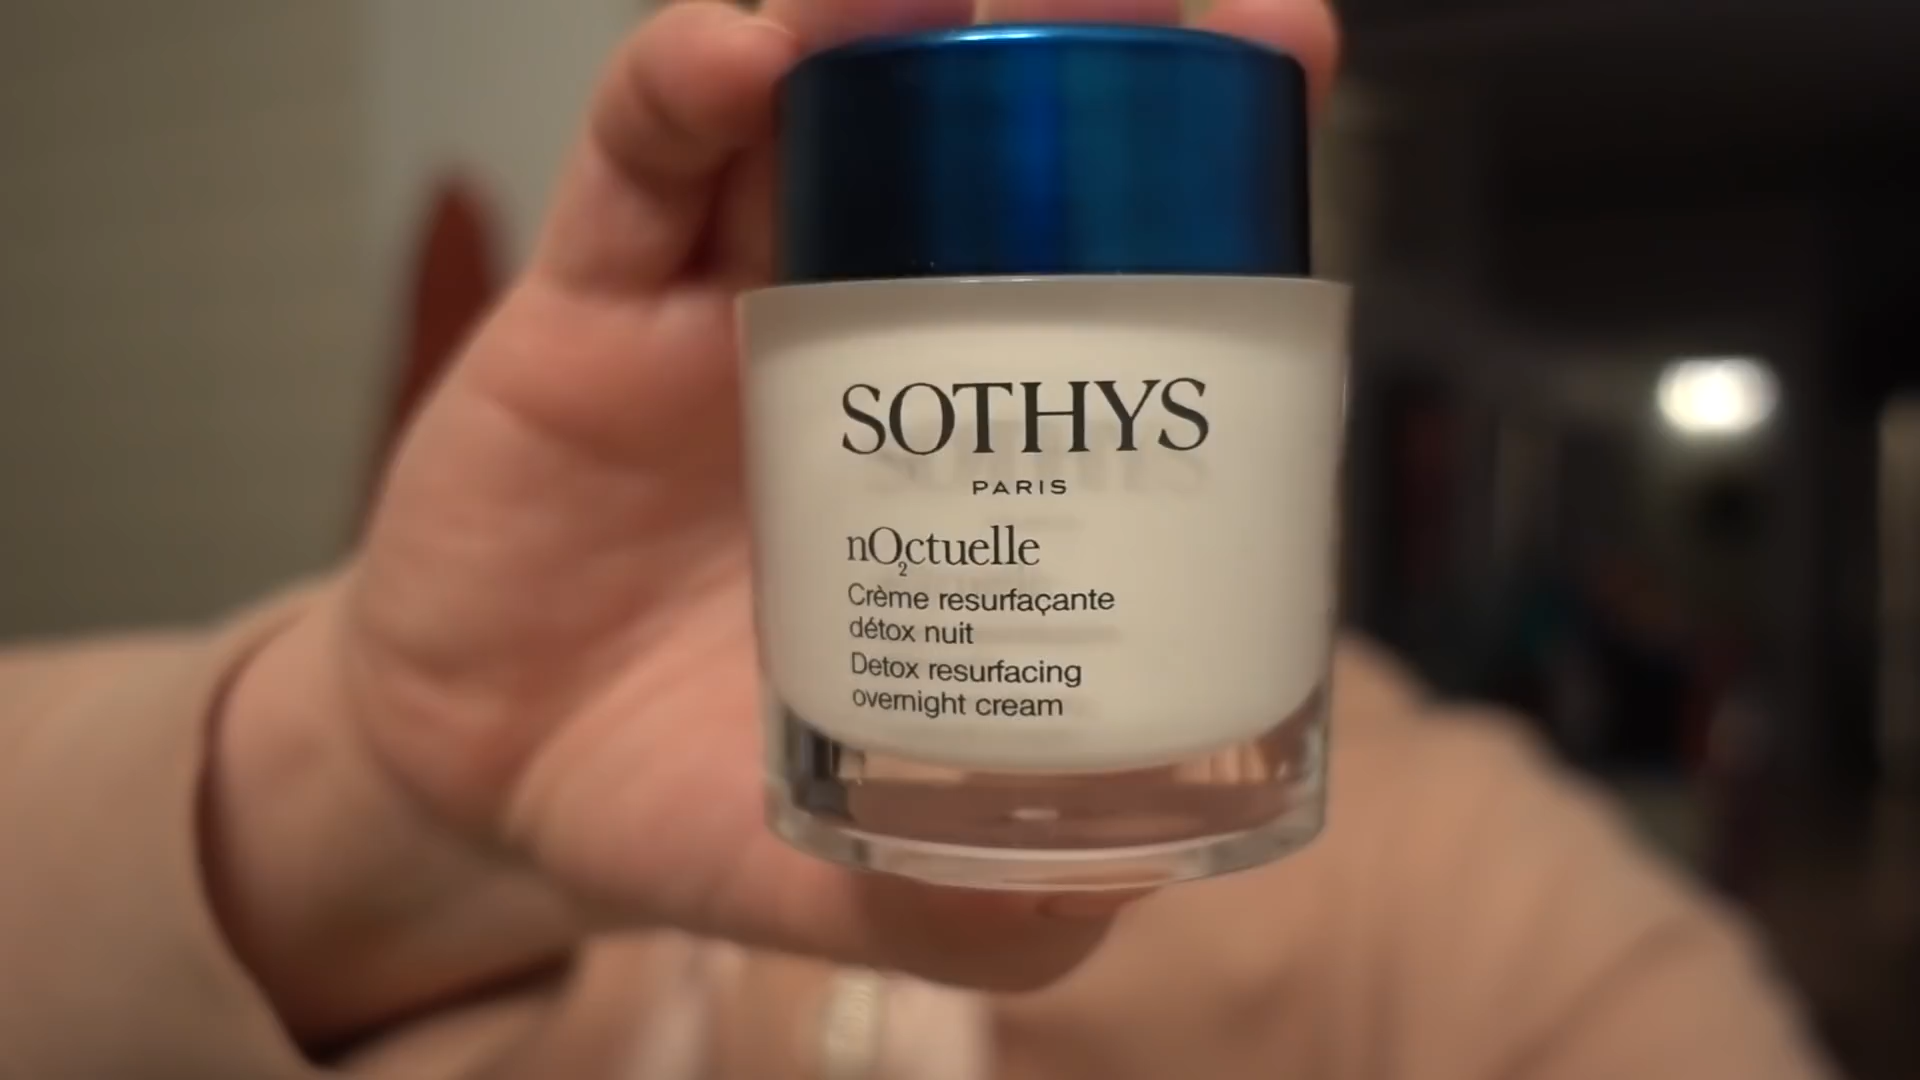 SOTHYS
PARIS
nO₂ctuelle
Crème resurfaçante
détox nuit
Detox resurfacing
overnight cream